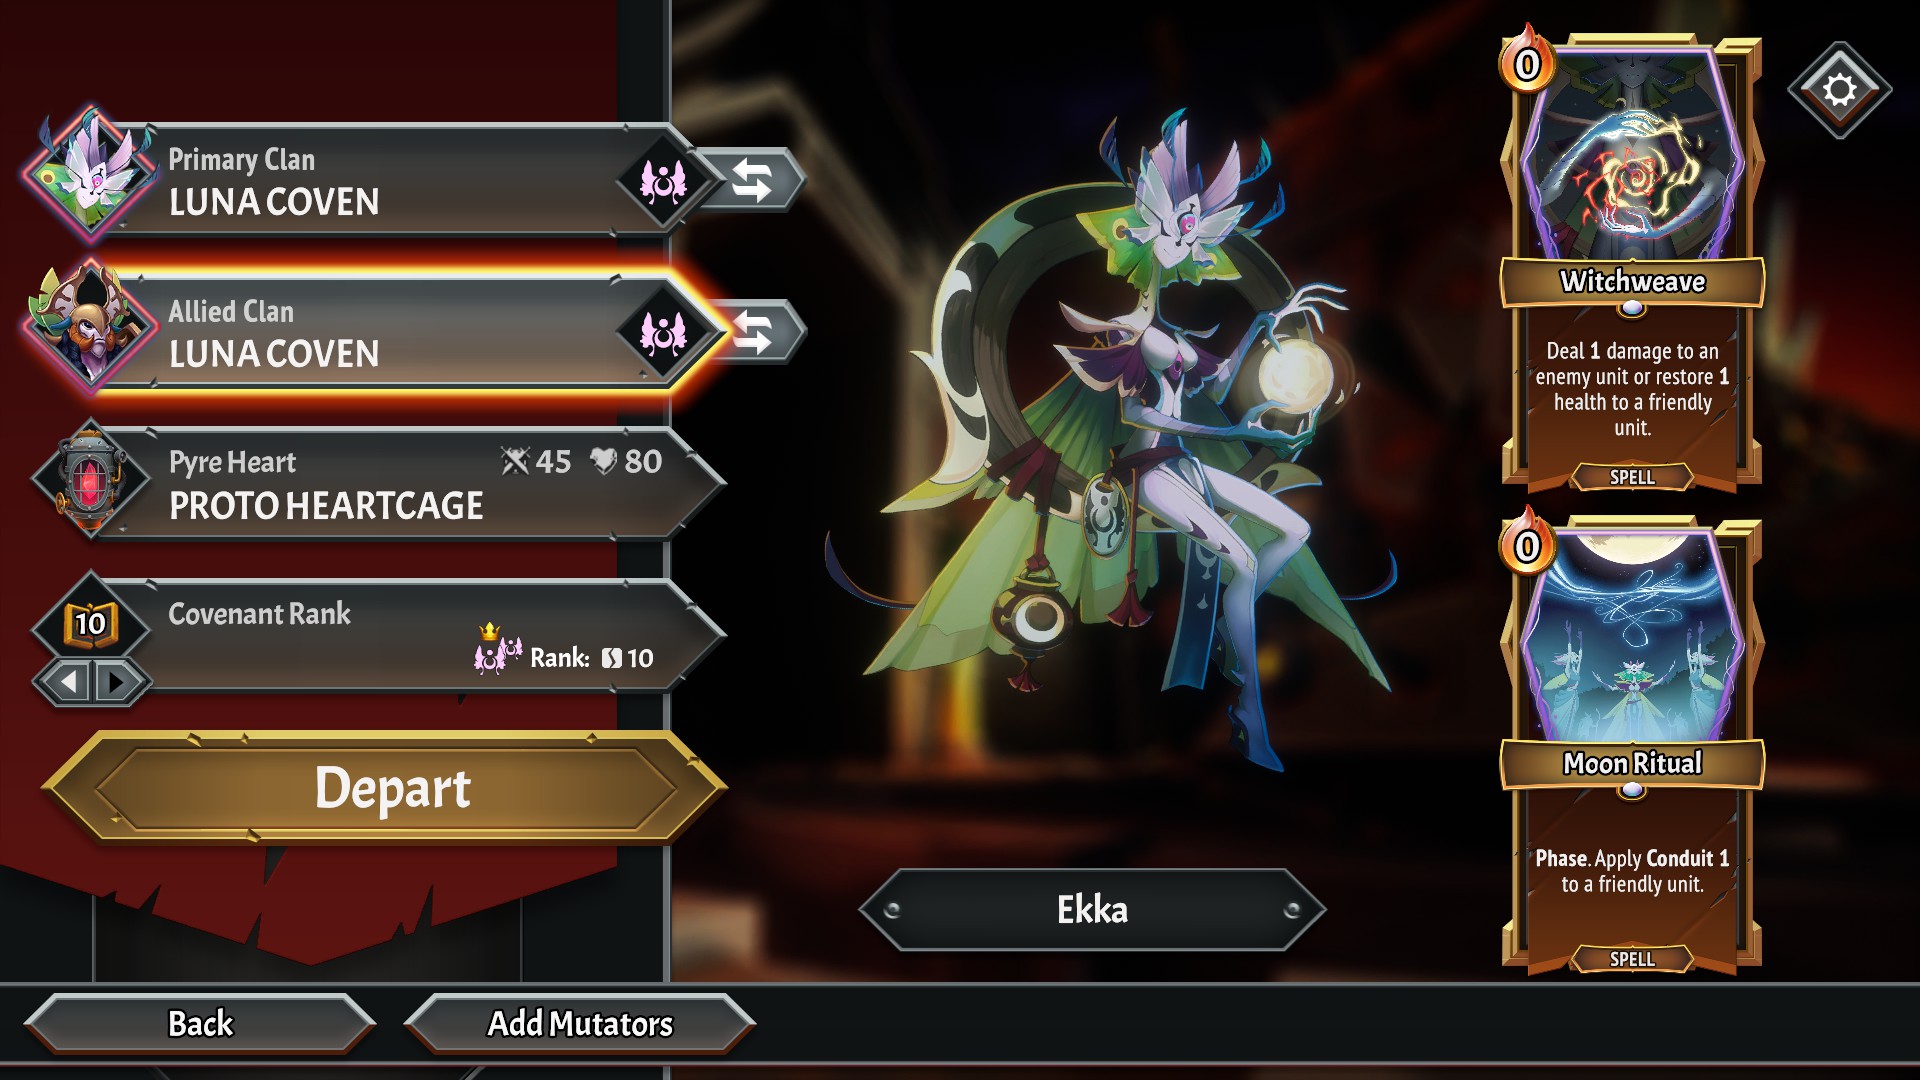 Primary Clan
LUNA COVEN
Allied Clan
LUNA COVEN
Pyre Heart
45 80
PROTO HEARTCAGE
10
Covenant Rank
Rank: 10
Depart
Back
Add Mutators
Ekka
0
Witchweave
Deal 1 damage to an
enemy unit or restore 1
health to a friendly
unit.
SPELL
0
Moon Ritual
Phase. Apply Conduit 1
to a friendly unit.
SPELL